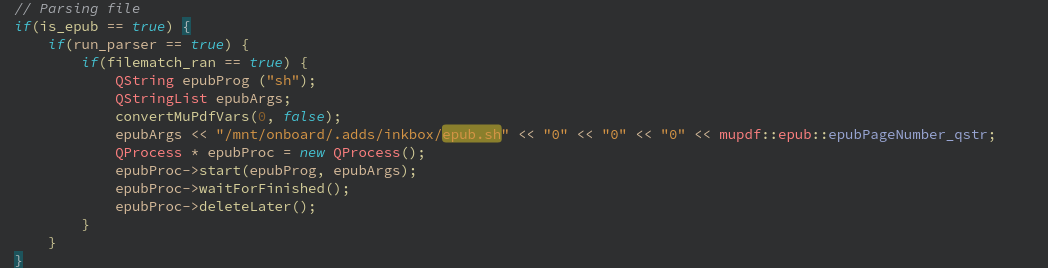 // Parsing file
if(is_epub == true) {
    if(run_parser == true) {
        if(filematch_ran == true) {
            QString epubProg ("sh");
            QStringList epubArgs;
            convertMuPdfVars(0, false);
            epubArgs << "/mnt/onboard/.adds/inkbox/epub.sh" << "0" << "0" << "0" << mupdf::epub::epubPageNumber_qstr;
            QProcess * epubProc = new QProcess();
            epubProc->start(epubProg, epubArgs);
            epubProc->waitForFinished();
            epubProc->deleteLater();
        }
    }
}